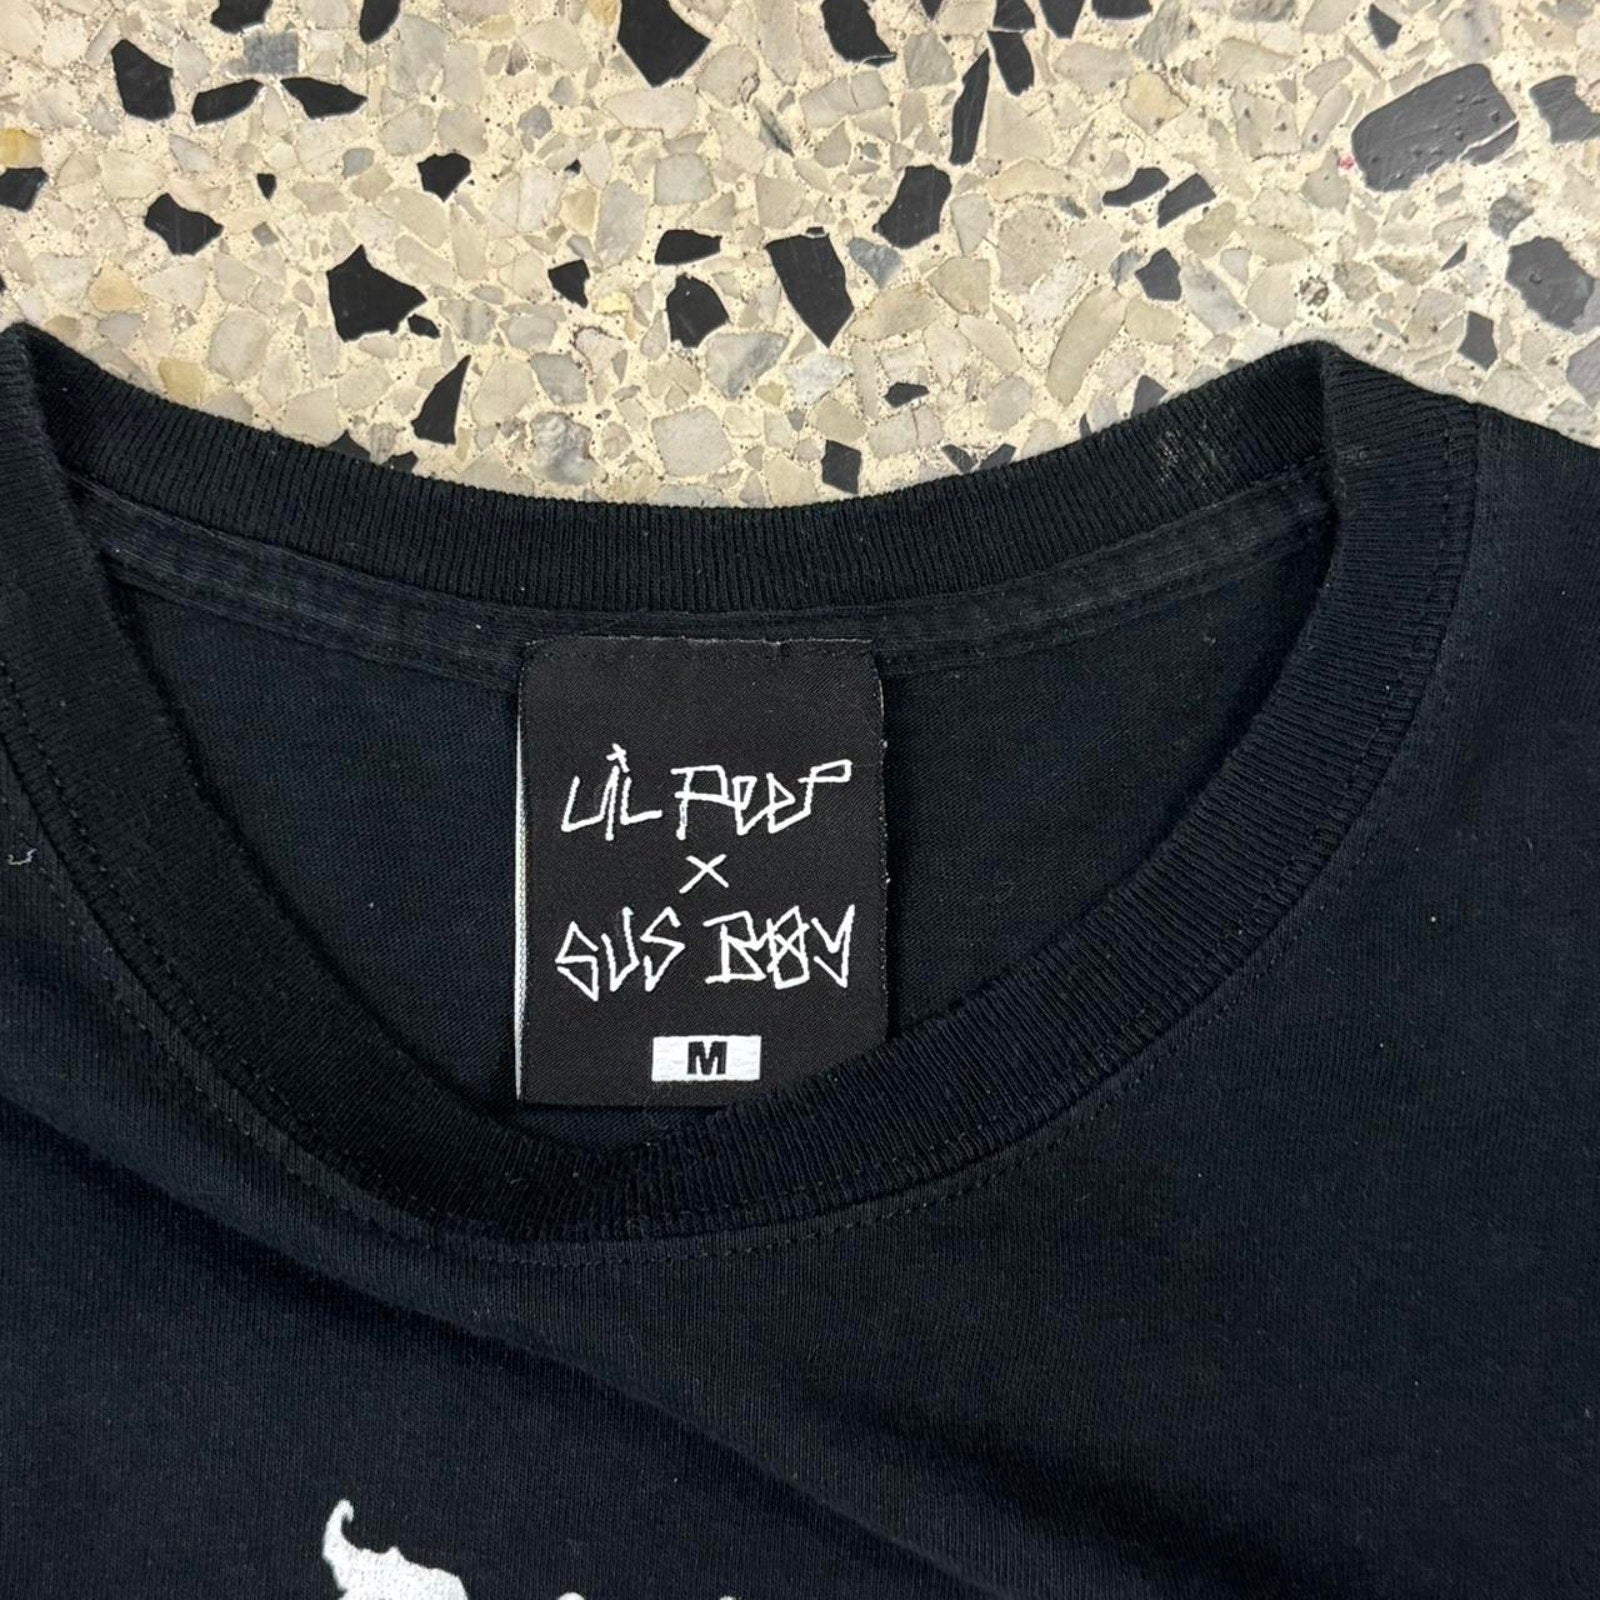 LiL PEEP
×
SUS BOY
M